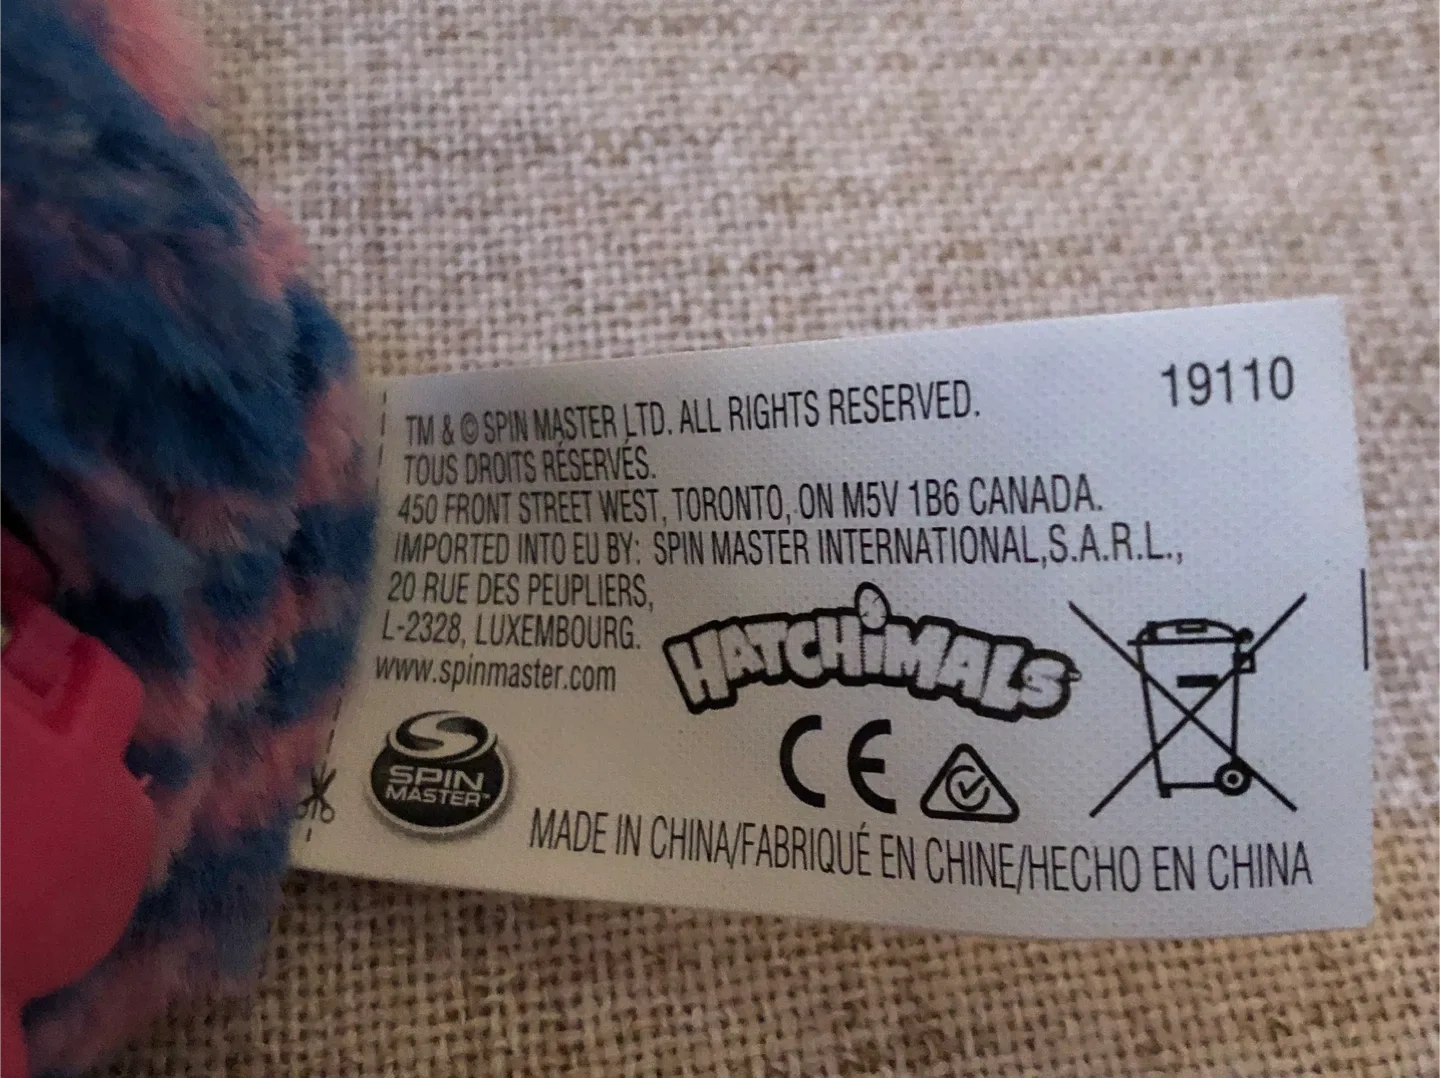 19110
TM & © SPIN MASTER LTD. ALL RIGHTS RESERVED.
TOUS DROITS RÉSERVÉS.
450 FRONT STREET WEST, TORONTO, ON M5V 1B6 CANADA.
IMPORTED INTO EU BY: SPIN MASTER INTERNATIONAL,S.A.R.L.,
20 RUE DES PEUPLIERS,
L-2328, LUXEMBOURG.
www.spinmaster.com
HATCHiMALS
CE
SPIN
MASTER™
MADE IN CHINA/FABRIQUÉ EN CHINE/HECHO EN CHINA